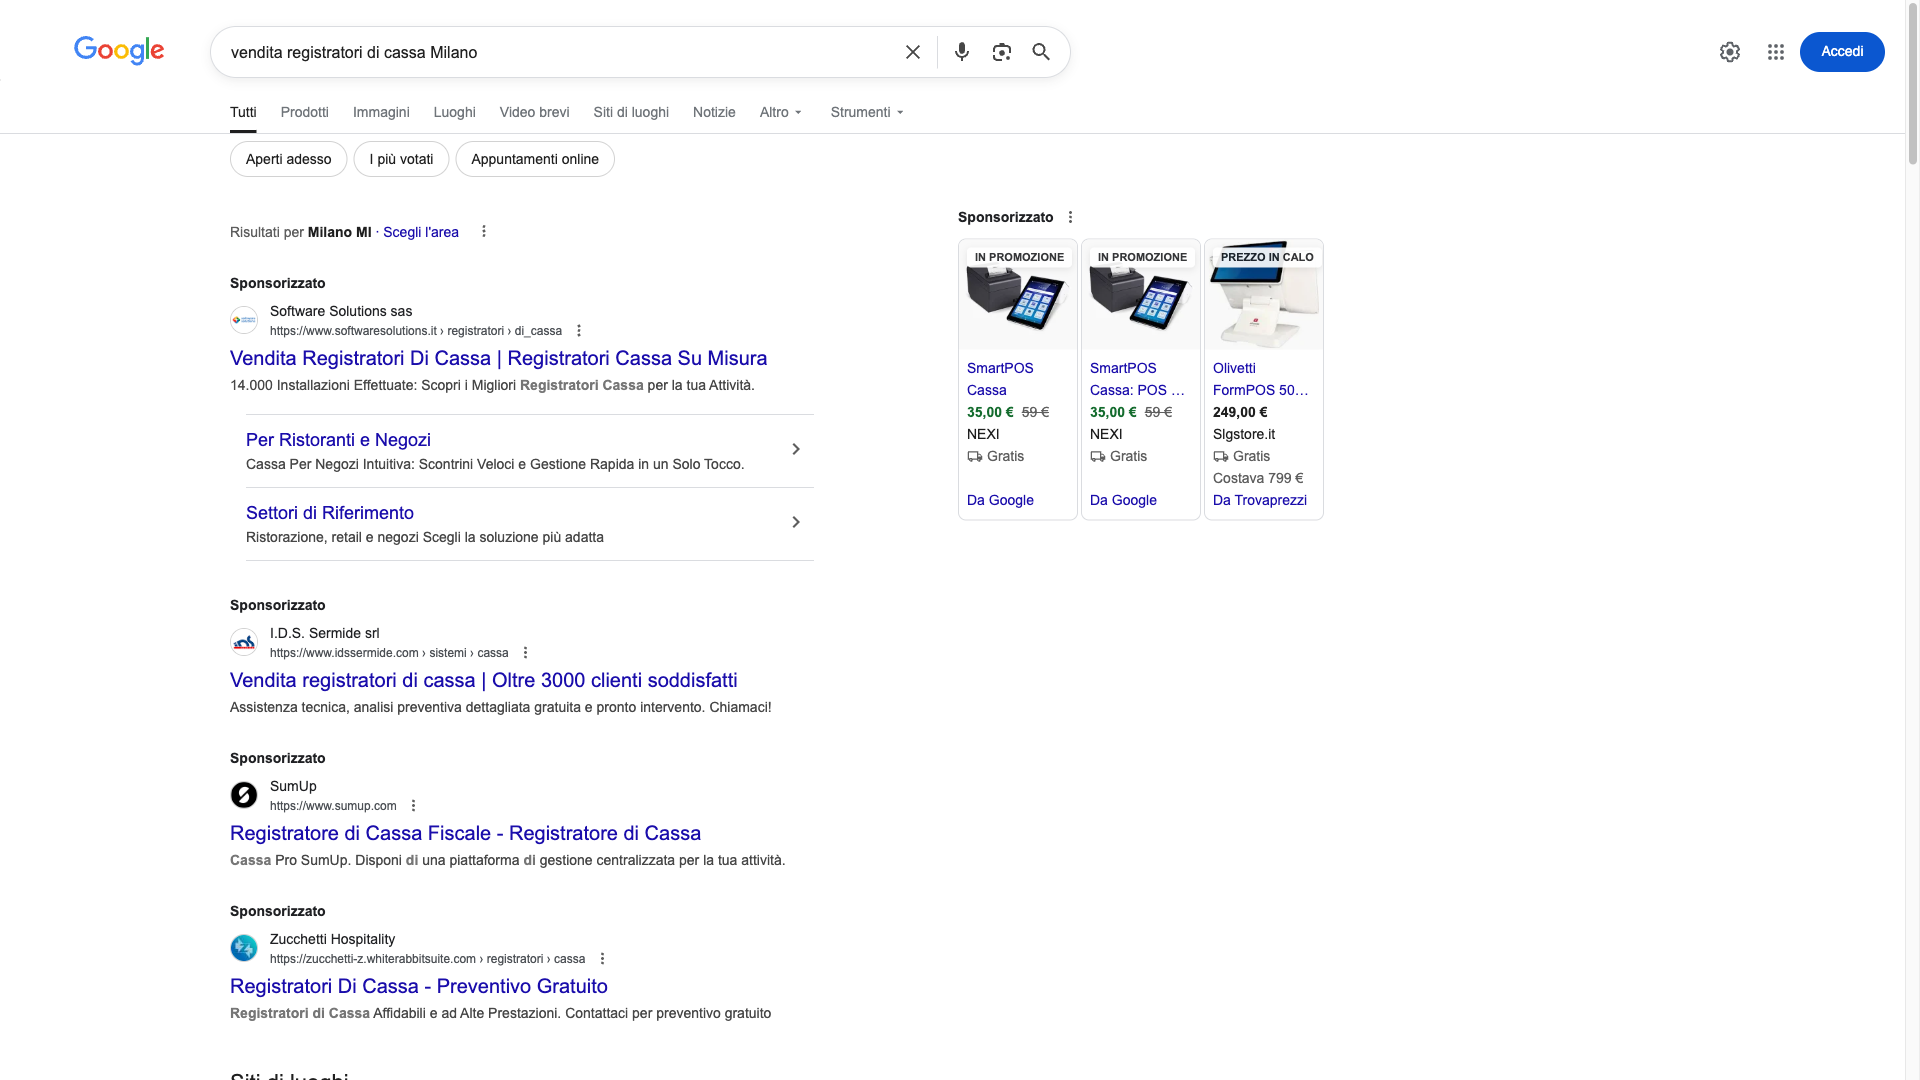 Google
vendita registratori di cassa Milano
Accedi
Tutti
Prodotti
Immagini
Luoghi
Video brevi
Siti di luoghi
Notizie
Altro
Strumenti
Aperti adesso
I più votati
Appuntamenti online
Risultati per Milano MI · Scegli l'area
Sponsorizzato
Software Solutions sas
https://www.softwaresolutions.it › registratori › di_cassa
Vendita Registratori Di Cassa | Registratori Cassa Su Misura
14.000 Installazioni Effettuate: Scopri i Migliori Registratori Cassa per la tua Attività.
Per Ristoranti e Negozi
Cassa Per Negozi Intuitiva: Scontrini Veloci e Gestione Rapida in un Solo Tocco.
Settori di Riferimento
Ristorazione, retail e negozi Scegli la soluzione più adatta
Sponsorizzato
I.D.S. Sermide srl
https://www.idssermide.com › sistemi › cassa
Vendita registratori di cassa | Oltre 3000 clienti soddisfatti
Assistenza tecnica, analisi preventiva dettagliata gratuita e pronto intervento. Chiamaci!
Sponsorizzato
SumUp
https://www.sumup.com
Registratore di Cassa Fiscale - Registratore di Cassa
Cassa Pro SumUp. Disponi di una piattaforma di gestione centralizzata per la tua attività.
Sponsorizzato
Zucchetti Hospitality
https://zucchetti-z.whiterabbitsuite.com › registratori › cassa
Registratori Di Cassa - Preventivo Gratuito
Registratori di Cassa Affidabili e ad Alte Prestazioni. Contattaci per preventivo gratuito
Siti di luoghi
Sponsorizzato
IN PROMOZIONE
SmartPOS
Cassa
35,00 € 59 €
NEXI
Gratis
Da Google
IN PROMOZIONE
SmartPOS
Cassa: POS ...
35,00 € 59 €
NEXI
Gratis
Da Google
PREZZO IN CALO
Olivetti
FormPOS 50...
249,00 €
Slgstore.it
Gratis
Costava 799 €
Da Trovaprezzi